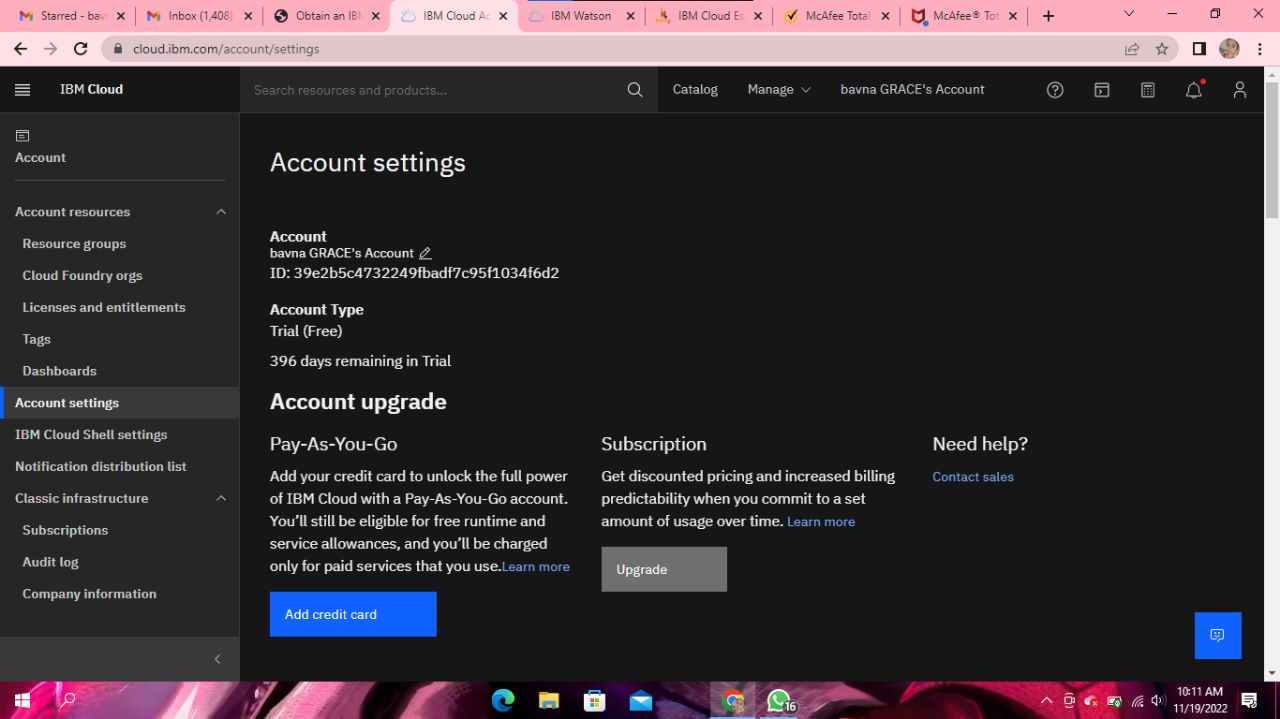 Starred - bav
Inbox (1,408)
Obtain an IBM
IBM Cloud Ac
IBM Watson
IBM Cloud Es
McAfee Total
McAfee® Tot
cloud.ibm.com/account/settings
IBM Cloud
Search resources and products...
Catalog
Manage
bavna GRACE's Account
Account
Account resources
Resource groups
Cloud Foundry orgs
Licenses and entitlements
Tags
Dashboards
Account settings
IBM Cloud Shell settings
Notification distribution list
Classic infrastructure
Subscriptions
Audit log
Company information
Account settings
Account
bavna GRACE's Account
ID: 39e2b5c4732249fbadf7c95f1034f6d2
Account Type
Trial (Free)
396 days remaining in Trial
Account upgrade
Pay-As-You-Go
Add your credit card to unlock the full power
of IBM Cloud with a Pay-As-You-Go account.
You'll still be eligible for free runtime and
service allowances, and you'll be charged
only for paid services that you use.Learn more
Add credit card
Subscription
Get discounted pricing and increased billing
predictability when you commit to a set
amount of usage over time. Learn more
Upgrade
Need help?
Contact sales
16
10:11 AM
11/19/2022